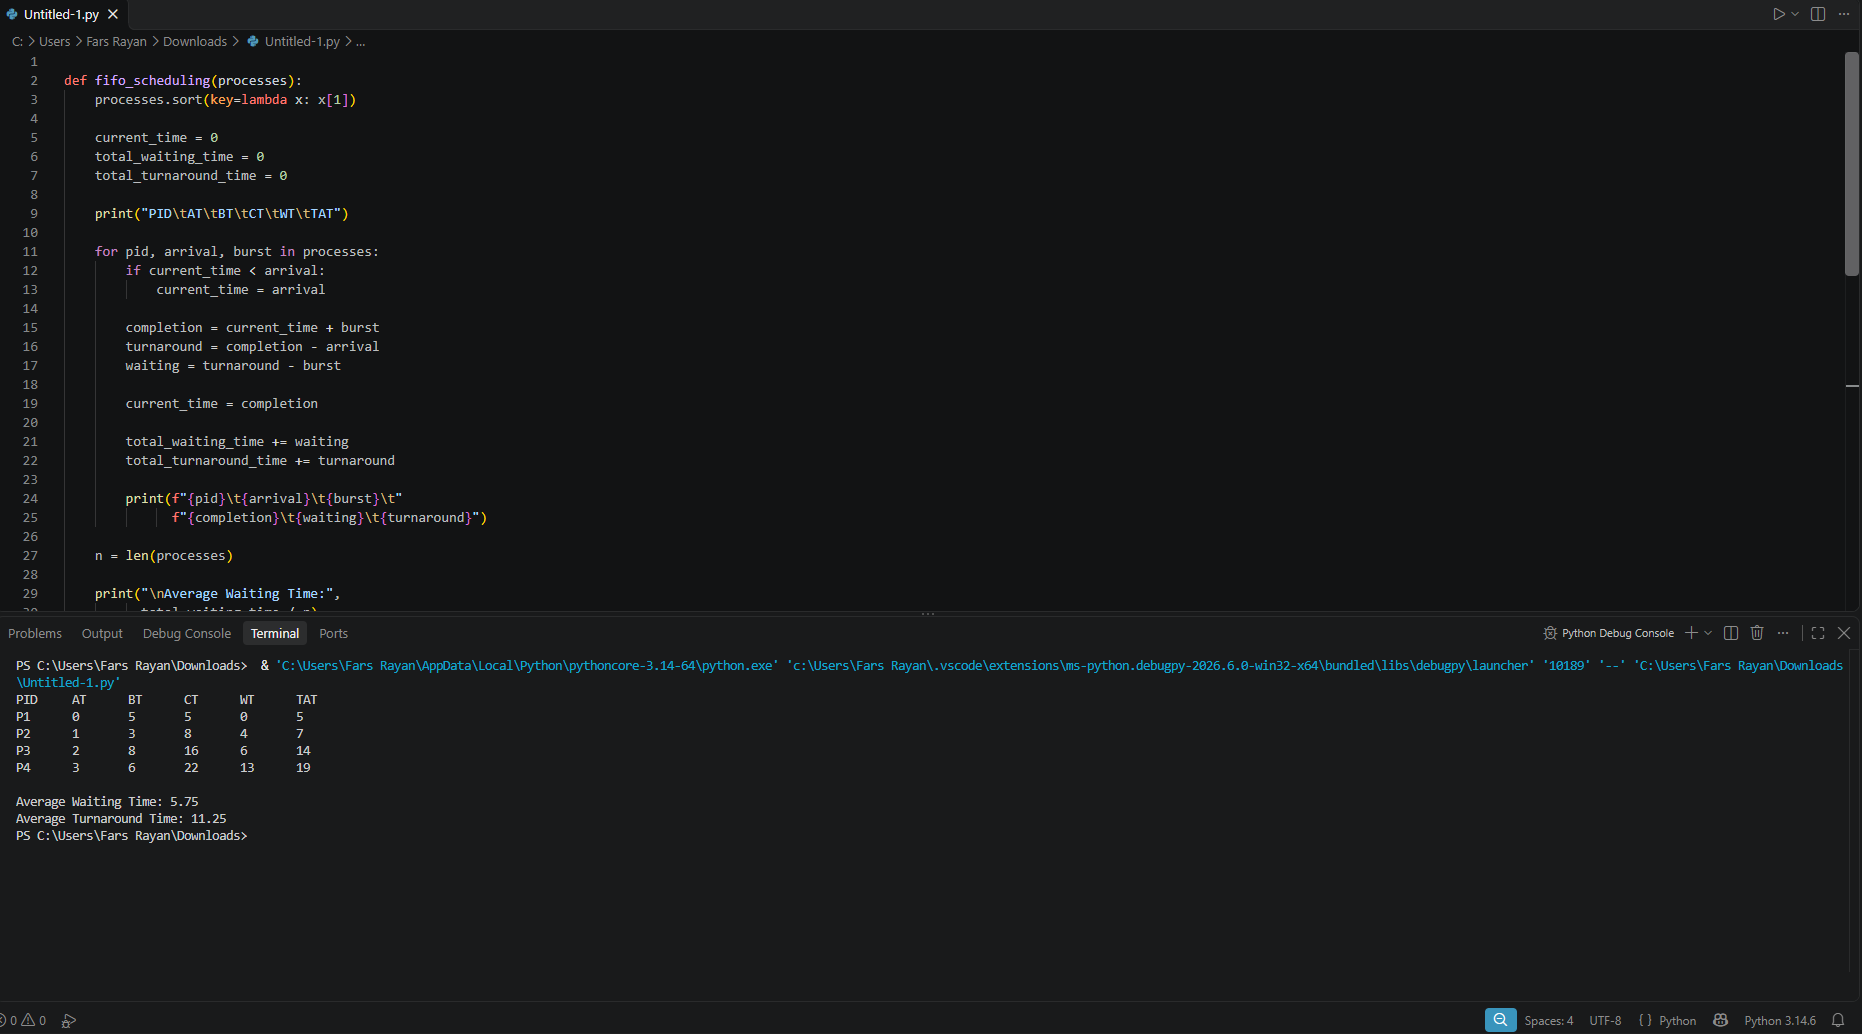 Untitled-1.py
C: > Users > Fars Rayan > Downloads > Untitled-1.py > ...
1
2 def fifo_scheduling(processes):
3     processes.sort(key=lambda x: x[1])
4
5     current_time = 0
6     total_waiting_time = 0
7     total_turnaround_time = 0
8
9     print("PID\tAT\tBT\tCT\tWT\tTAT")
10
11     for pid, arrival, burst in processes:
12         if current_time < arrival:
13             current_time = arrival
14
15         completion = current_time + burst
16         turnaround = completion - arrival
17         waiting = turnaround - burst
18
19         current_time = completion
20
21         total_waiting_time += waiting
22         total_turnaround_time += turnaround
23
24         print(f"{pid}\t{arrival}\t{burst}\t"
25               f"{completion}\t{waiting}\t{turnaround}")
26
27     n = len(processes)
28
29     print("\nAverage Waiting Time:",
30           total_waiting_time / n)
Problems Output Debug Console Terminal Ports Python Debug Console
PS C:\Users\Fars Rayan\Downloads>  & 'C:\Users\Fars Rayan\AppData\Local\Python\pythoncore-3.14-64\python.exe' 'c:\Users\Fars Rayan\.vscode\extensions\ms-python.debugpy-2026.6.0-win32-x64\bundled\libs\debugpy\launcher' '10189' '--' 'C:\Users\Fars Rayan\Downloads
\Untitled-1.py'
PID AT BT CT WT TAT
P1 0 5 5 0 5
P2 1 3 8 4 7
P3 2 8 16 6 14
P4 3 6 22 13 19
Average Waiting Time: 5.75
Average Turnaround Time: 11.25
PS C:\Users\Fars Rayan\Downloads>
0 0 Spaces: 4 UTF-8 { } Python Python 3.14.6